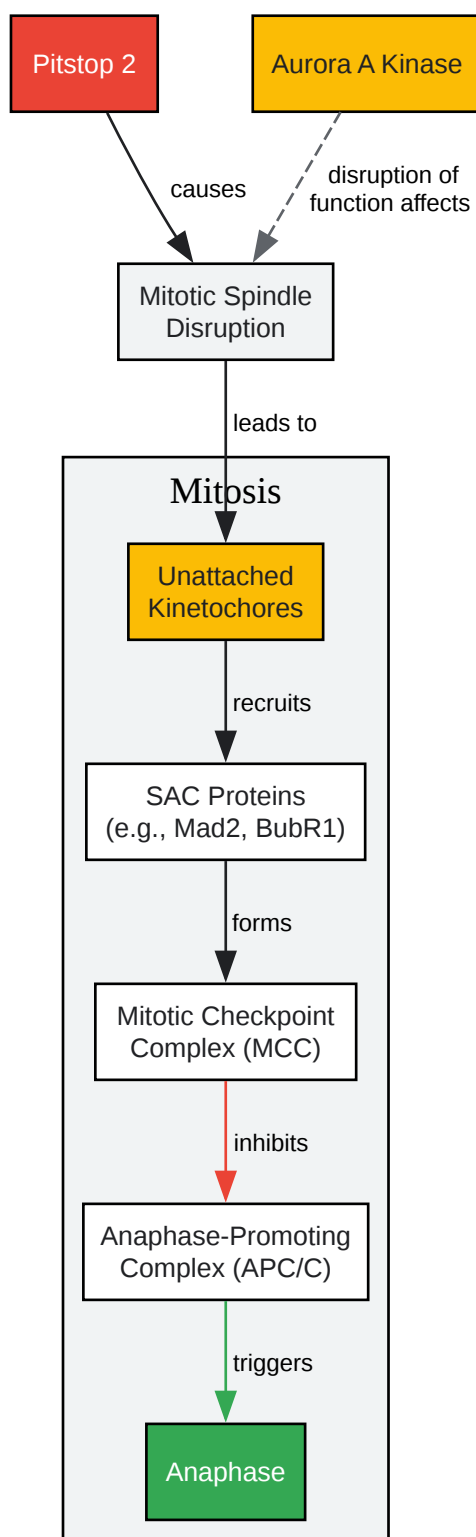 Pitstop 2
Aurora A Kinase
causes
disruption of
function affects
Mitotic Spindle
Disruption
leads to
Mitosis
Unattached
Kinetochores
recruits
SAC Proteins
(e.g., Mad2, BubR1)
forms
Mitotic Checkpoint
Complex (MCC)
inhibits
Anaphase-Promoting
Complex (APC/C)
triggers
Anaphase